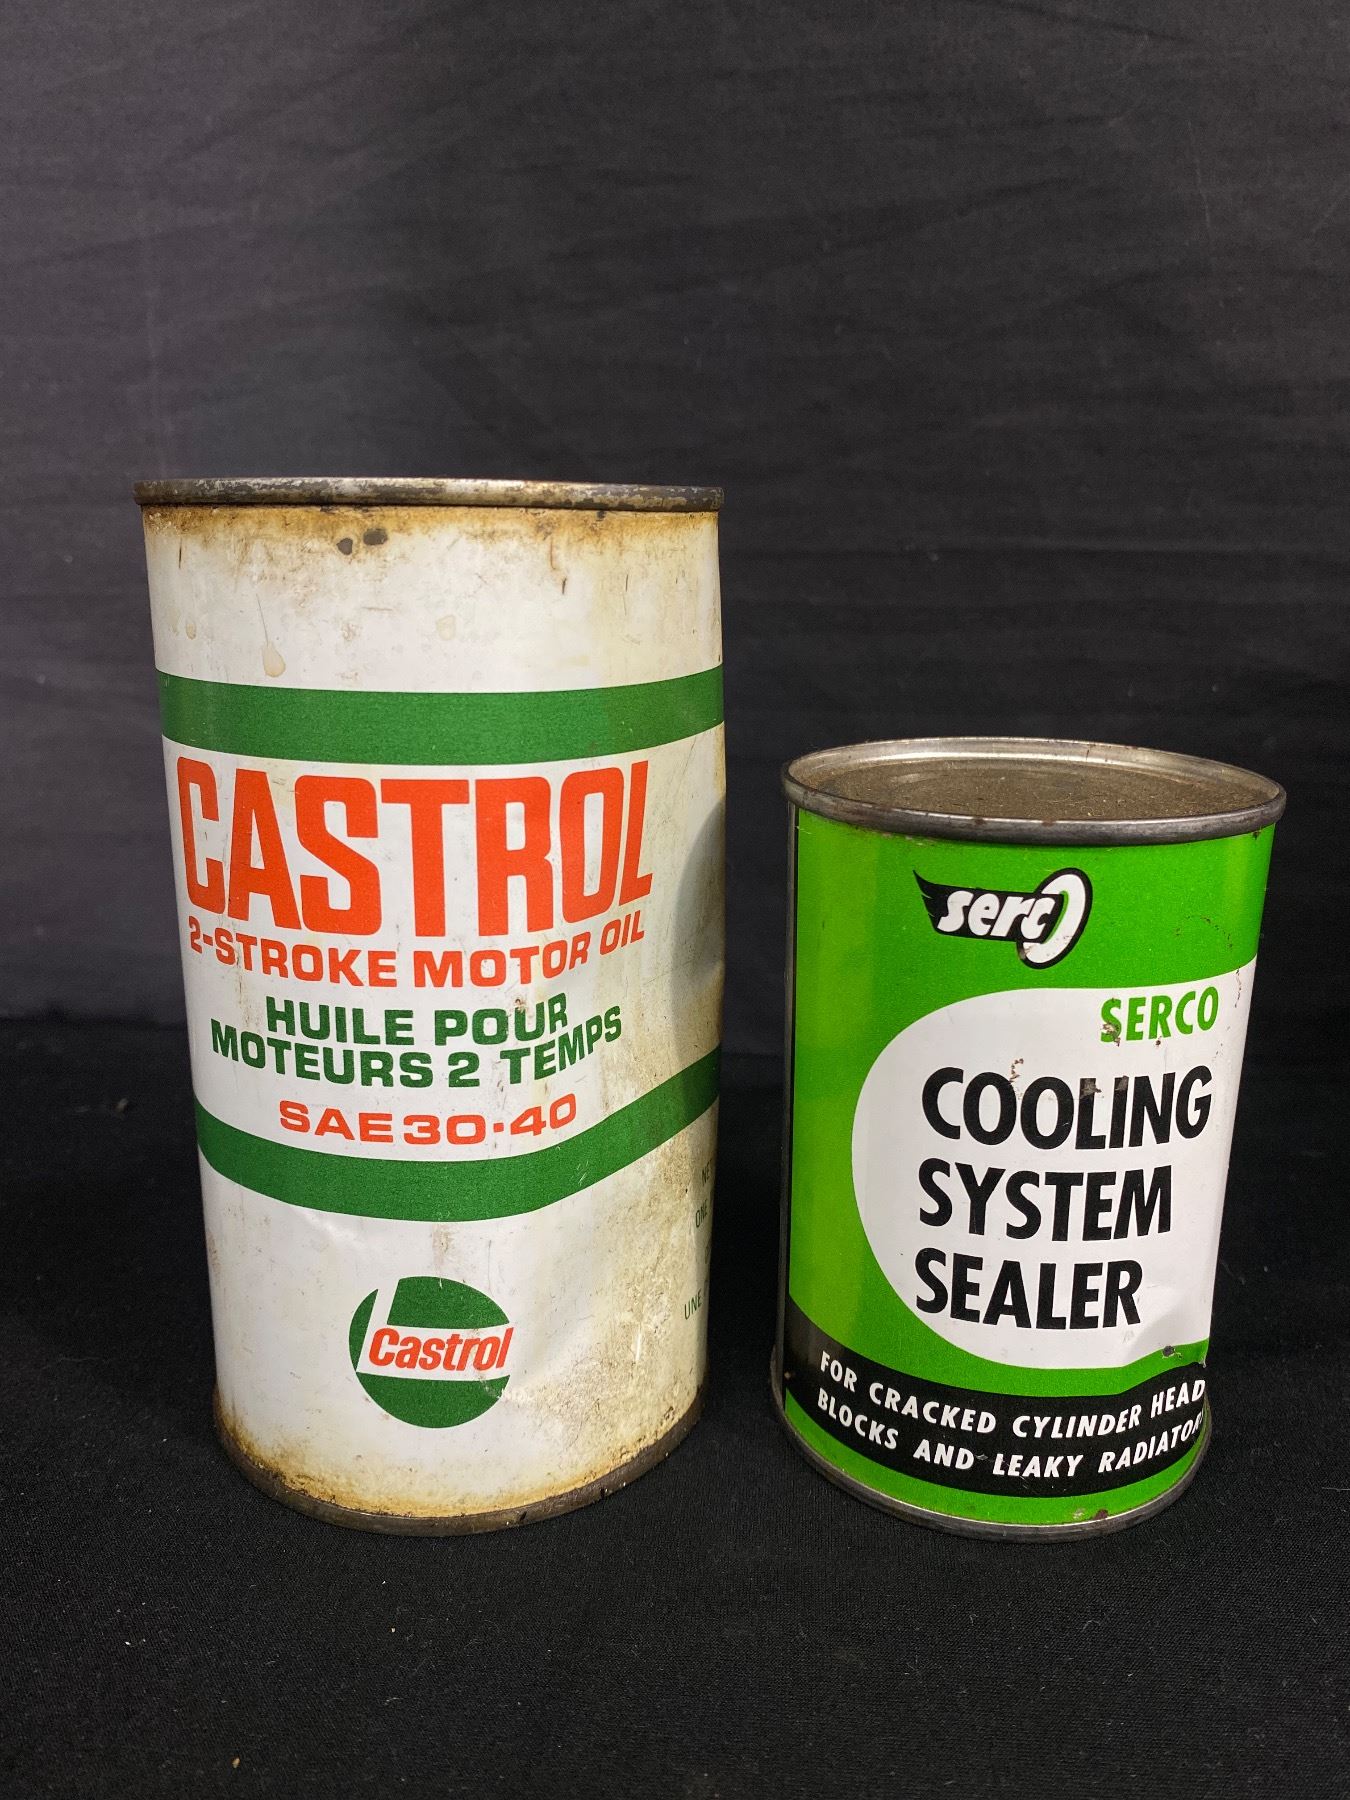 CASTROL
2-STROKE MOTOR OIL
HUILE POUR
MOTEURS 2 TEMPS
SAE 30-40
Castrol
UNE
serco
SERCO
COOLING
SYSTEM
SEALER
FOR CRACKED CYLINDER HEAD
BLOCKS AND LEAKY RADIATOR